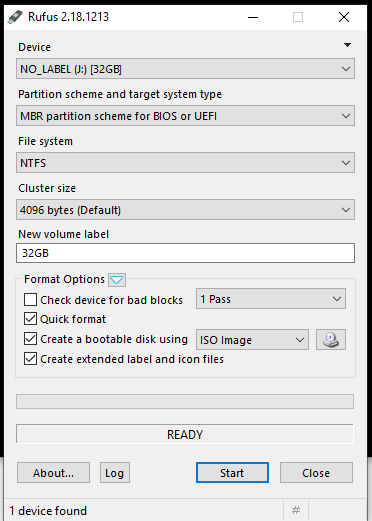 Rufus 2.18.1213
Device
NO_LABEL (J:) [32GB]
Partition scheme and target system type
MBR partition scheme for BIOS or UEFI
File system
NTFS
Cluster size
4096 bytes (Default)
New volume label
32GB
Format Options
Check device for bad blocks 1 Pass
Quick format
Create a bootable disk using ISO Image
Create extended label and icon files
READY
About... Log Start Close
1 device found #